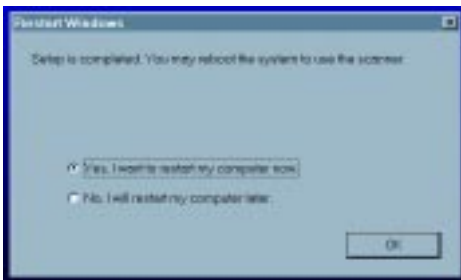 Restart Windows
Setup is completed. You may reboot the system to use the scanner.
Yes, I want to restart my computer now.
No, I will restart my computer later.
OK